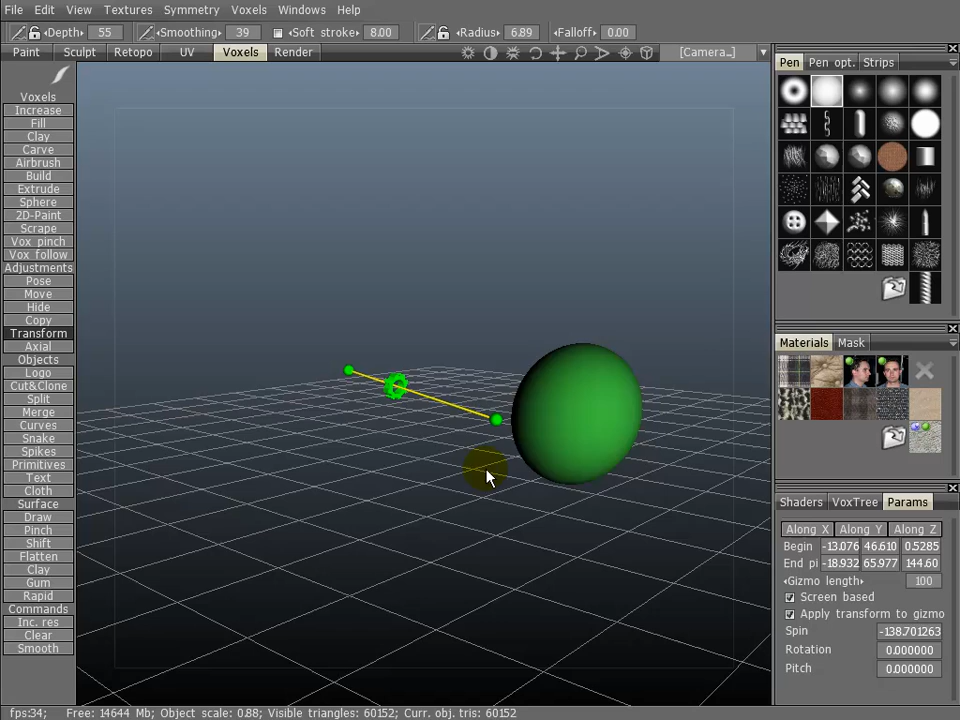 File Edit View Textures Symmetry Voxels Windows Help
Depth: 55 Smoothing: 39 Soft stroke: 8.00 Radius: 6.89 Falloff: 0.00
Paint Sculpt Retopo UV Voxels Render [Camera...]
Voxels
Increase
Fill
Clay
Carve
Airbrush
Build
Extrude
Sphere
2D-Paint
Scrape
Vox pinch
Vox follow
Adjustments
Pose
Move
Hide
Copy
Transform
Axial
Objects
Logo
Cut&Clone
Split
Merge
Curves
Snake
Spikes
Primitives
Text
Cloth
Surface
Draw
Pinch
Shift
Flatten
Clay
Gum
Rapid
Commands
Inc. res
Clear
Smooth
Pen Pen opt. Strips
Materials Mask
Shaders VoxTree Params
Along X Along Y Along Z
Begin -13.076 46.610 0.5285
End pi -18.932 65.977 144.60
Gizmo length 100
Screen based
Apply transform to gizmo
Spin -138.701263
Rotation 0.000000
Pitch 0.000000
fps:34; Free: 14644 Mb; Object scale: 0.88; Visible triangles: 60152; Curr. obj. tris: 60152